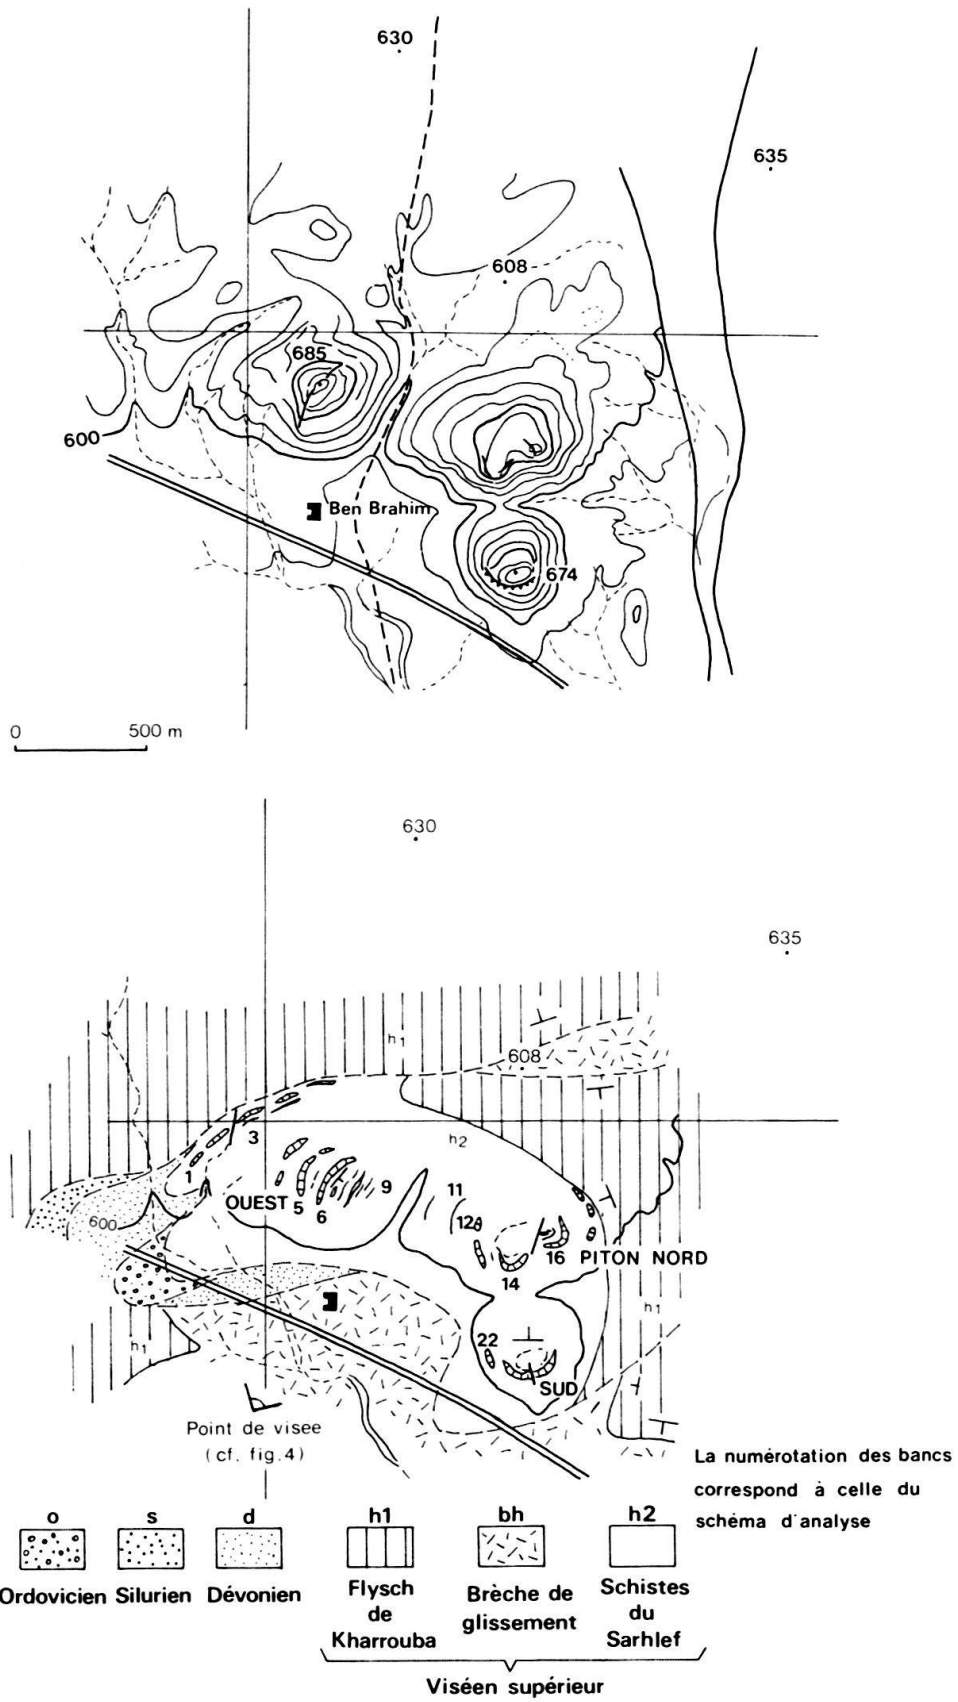 630
635
608
685
600
Ben Brahim
674
0 500 m
630
635
h1
608
3
h2
1
OUEST 5 6 9
11
600
12
16 PITON NORD
14
h1
h1
22
SUD
Point de visee
(cf. fig.4)
La numérotation des bancs
correspond à celle du
schéma d'analyse
o s d h1 bh h2
Ordovicien Silurien Dévonien
Flysch
de
Kharrouba
Brèche de
glissement
Schistes
du
Sarhlef
Viséen supérieur